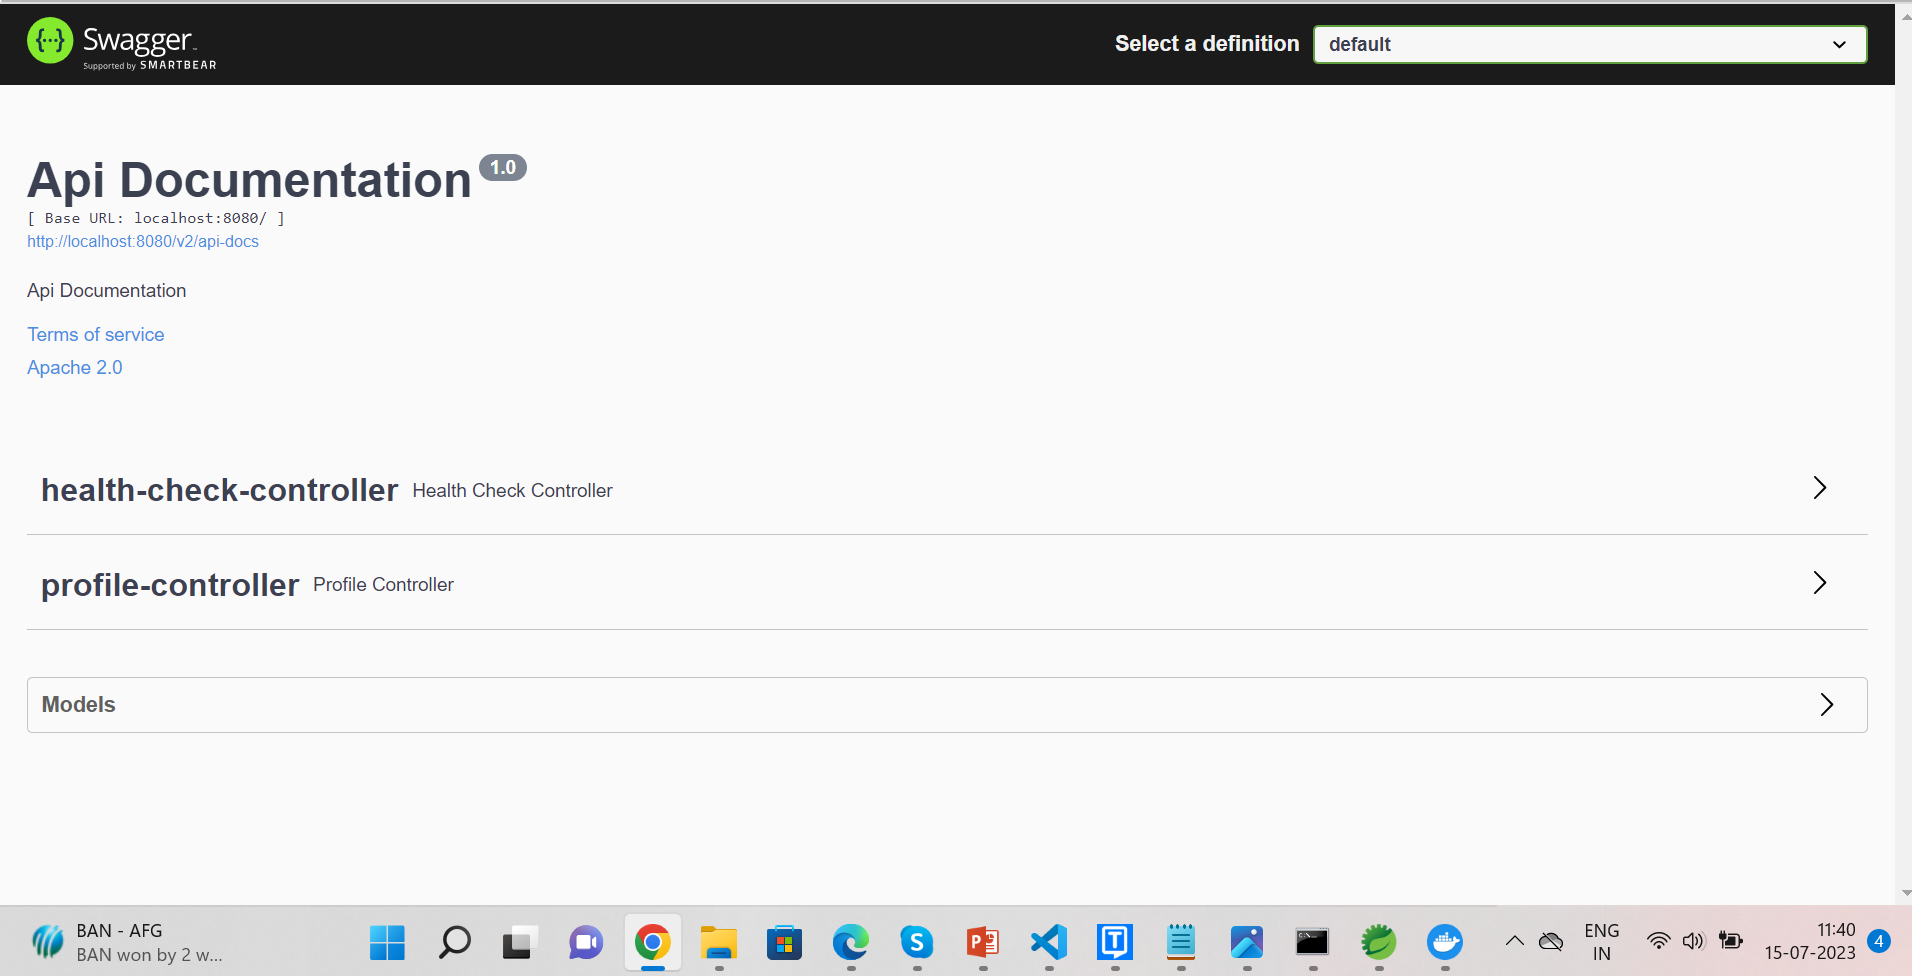 Swagger
Supported by SMARTBEAR
Select a definition
default
Api Documentation 1.0
[ Base URL: localhost:8080/ ]
http://localhost:8080/v2/api-docs
Api Documentation
Terms of service
Apache 2.0
health-check-controller Health Check Controller
profile-controller Profile Controller
Models
BAN - AFG
BAN won by 2 w...
ENG
IN
11:40
15-07-2023
4